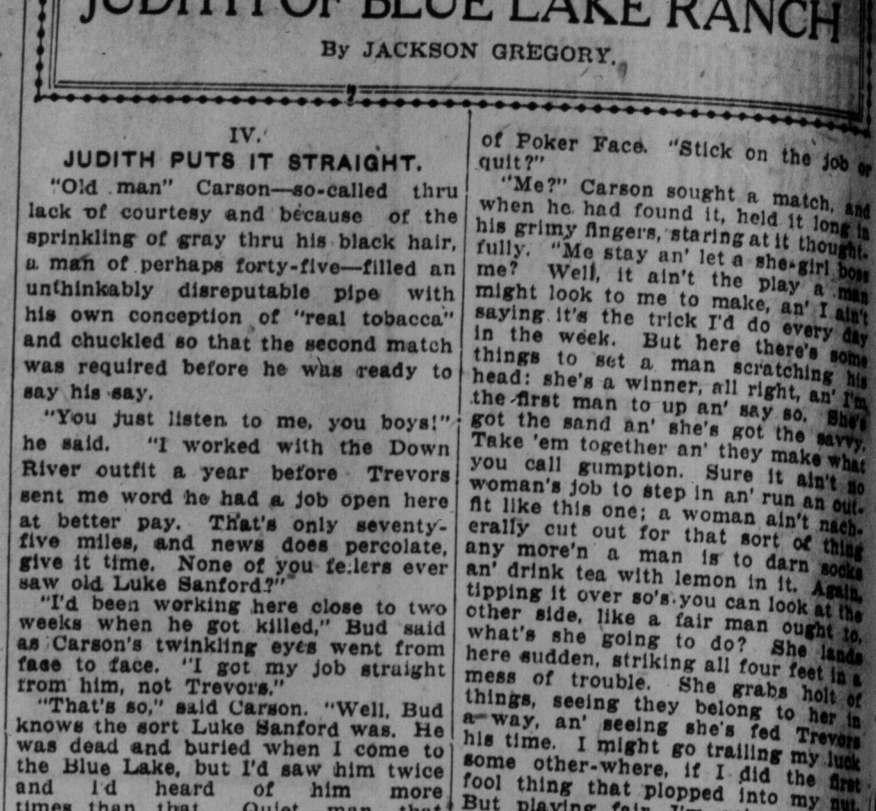 JUDITH OF BLUE LAKE RANCH
By JACKSON GREGORY.
IV.
JUDITH PUTS IT STRAIGHT.
"Old man" Carson—so-called thru
lack of courtesy and because of the
sprinkling of gray thru his black hair,
a man of perhaps forty-five—filled an
unthinkably disreputable pipe with
his own conception of "real tobacca"
and chuckled so that the second match
was required before he was ready to
say his say.
"You just listen to me, you boys!"
he said. "I worked with the Down
River outfit a year before Trevors
sent me word he had a job open here
at better pay. That's only seventy-
five miles, and news does percolate,
give it time. None of you fellers ever
saw old Luke Sanford?"
"I'd been working here close to two
weeks when he got killed," Bud said
as Carson's twinkling eyes went from
face to face. "I got my job straight
from him, not Trevors."
"That's so," said Carson. "Well, Bud
knows the sort Luke Sanford was. He
was dead and buried when I come to
the Blue Lake, but I'd saw him twice
and I'd heard of him more
times than that. Quiet man that
of Poker Face. "Stick on the job or
quit?"
"Me?" Carson sought a match, and
when he had found it, held it long in
his grimy fingers, staring at it thought-
fully. "Me stay an' let a she-girl boss
me? Well, it ain't the play a man
might look to me to make, an' I ain't
saying it's the trick I'd do every day
in the week. But here there's some
things to set a man scratching his
head: she's a winner, all right, an' I'm
the first man to up an' say so. She's
got the sand an' she's got the savvy.
Take 'em together an' they make what
you call gumption. Sure it ain't no
woman's job to step in an' run an out-
fit like this one; a woman ain't nach-
erally cut out for that sort of thing
any more'n a man is to darn socks
an' drink tea with lemon in it. Again,
tipping it over so's you can look at the
other side, like a fair man ought to,
what's she going to do? She lands
here sudden, striking all four feet in a
mess of trouble. She grabs holt of
things, seeing they belong to her in
a way, an' seeing she's fed Trevors
his time. I might go trailing my luck
some other-where, if I did the first
fool thing that plopped into my nut.
But playing fair, I'm